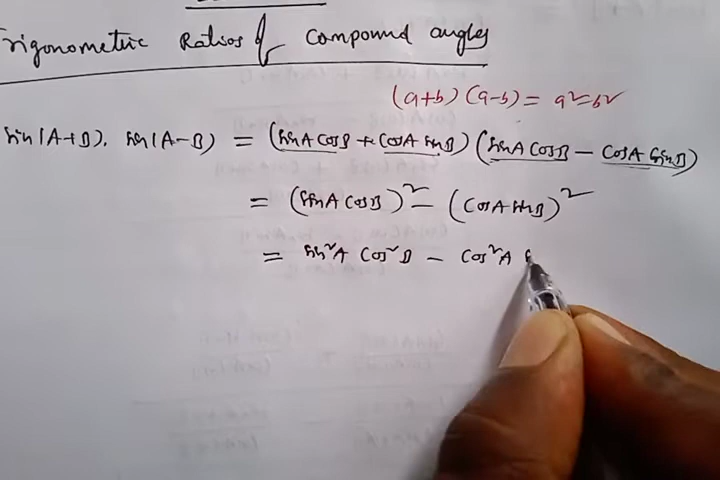 Trigonometric Ratios of Compound angles
(a+b) (a-b) = a²-b²
sin(A+B). sin(A-B) = (sinA cosB + cosA sinB) (sinA cosB - cosA sinB)
= (sinA cosB)² - (cosA sinB)²
= sin²A cos²B - cos²A s